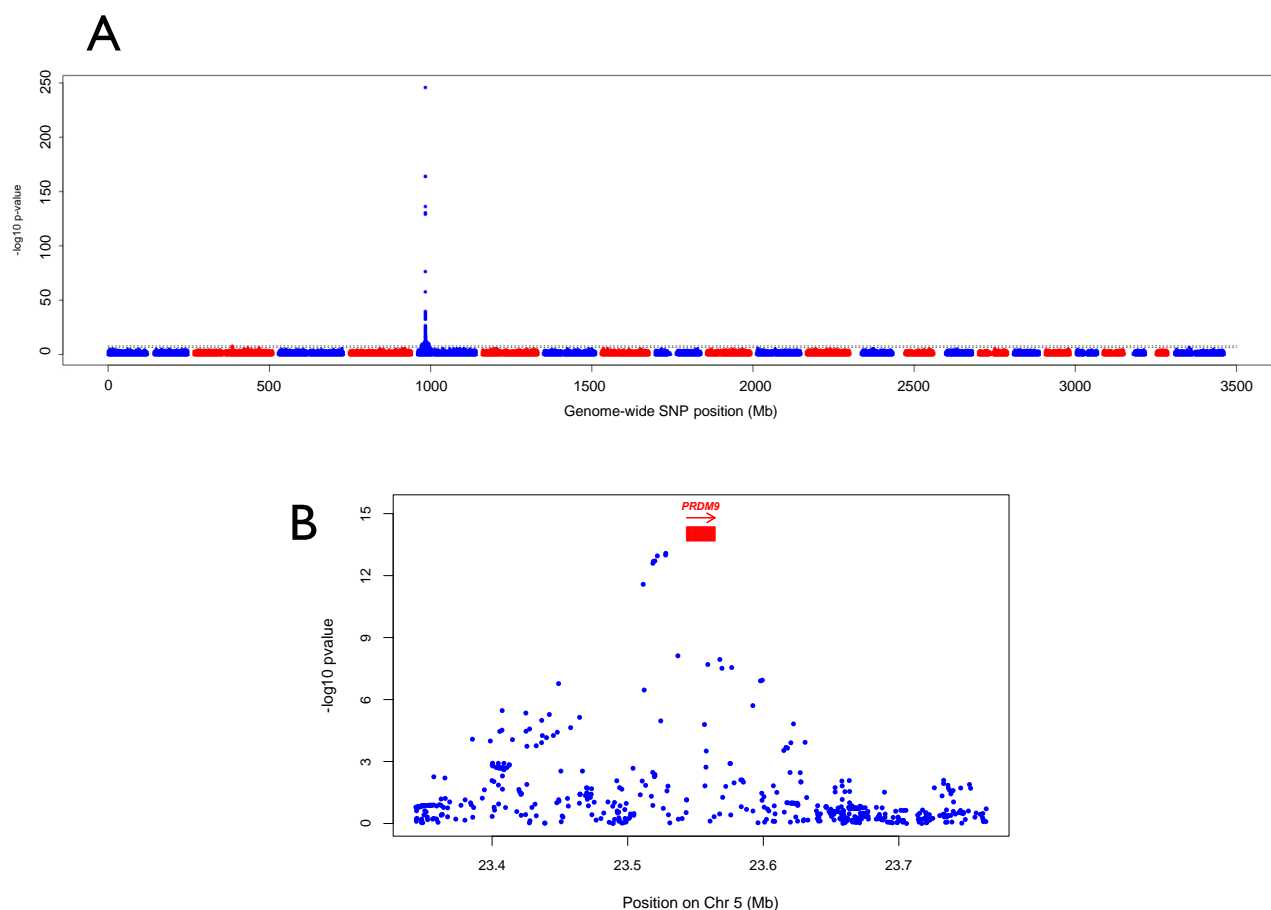 A
-log10 p-value
250
200
150
100
50
0
0 500 1000 1500 2000 2500 3000 3500
Genome-wide SNP position (Mb)
B
-log10 pvalue
15
12
9
6
3
0
PRDM9
23.4 23.5 23.6 23.7
Position on Chr 5 (Mb)